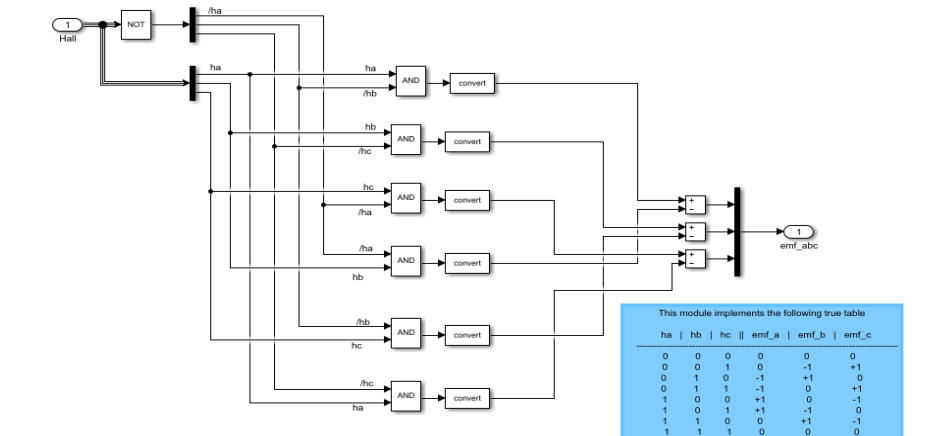 /ha
1
NOT
Hall
ha
ha
AND
convert
/hb
hb
AND
convert
/hc
hc
AND
convert
/ha
+
−
+
−
1
emf_abc
/ha
AND
convert
+
−
hb
This module implements the following true table
ha | hb | hc || emf_a | emf_b | emf_c
--------------------------------------------------
/hb
AND
convert
hc
0 0 0 0 0 0
0 0 1 0 -1 +1
0 1 0 -1 +1 0
0 1 1 -1 0 +1
1 0 0 +1 0 -1
1 0 1 +1 -1 0
1 1 0 0 +1 -1
1 1 1 0 0 0
/hc
AND
convert
ha